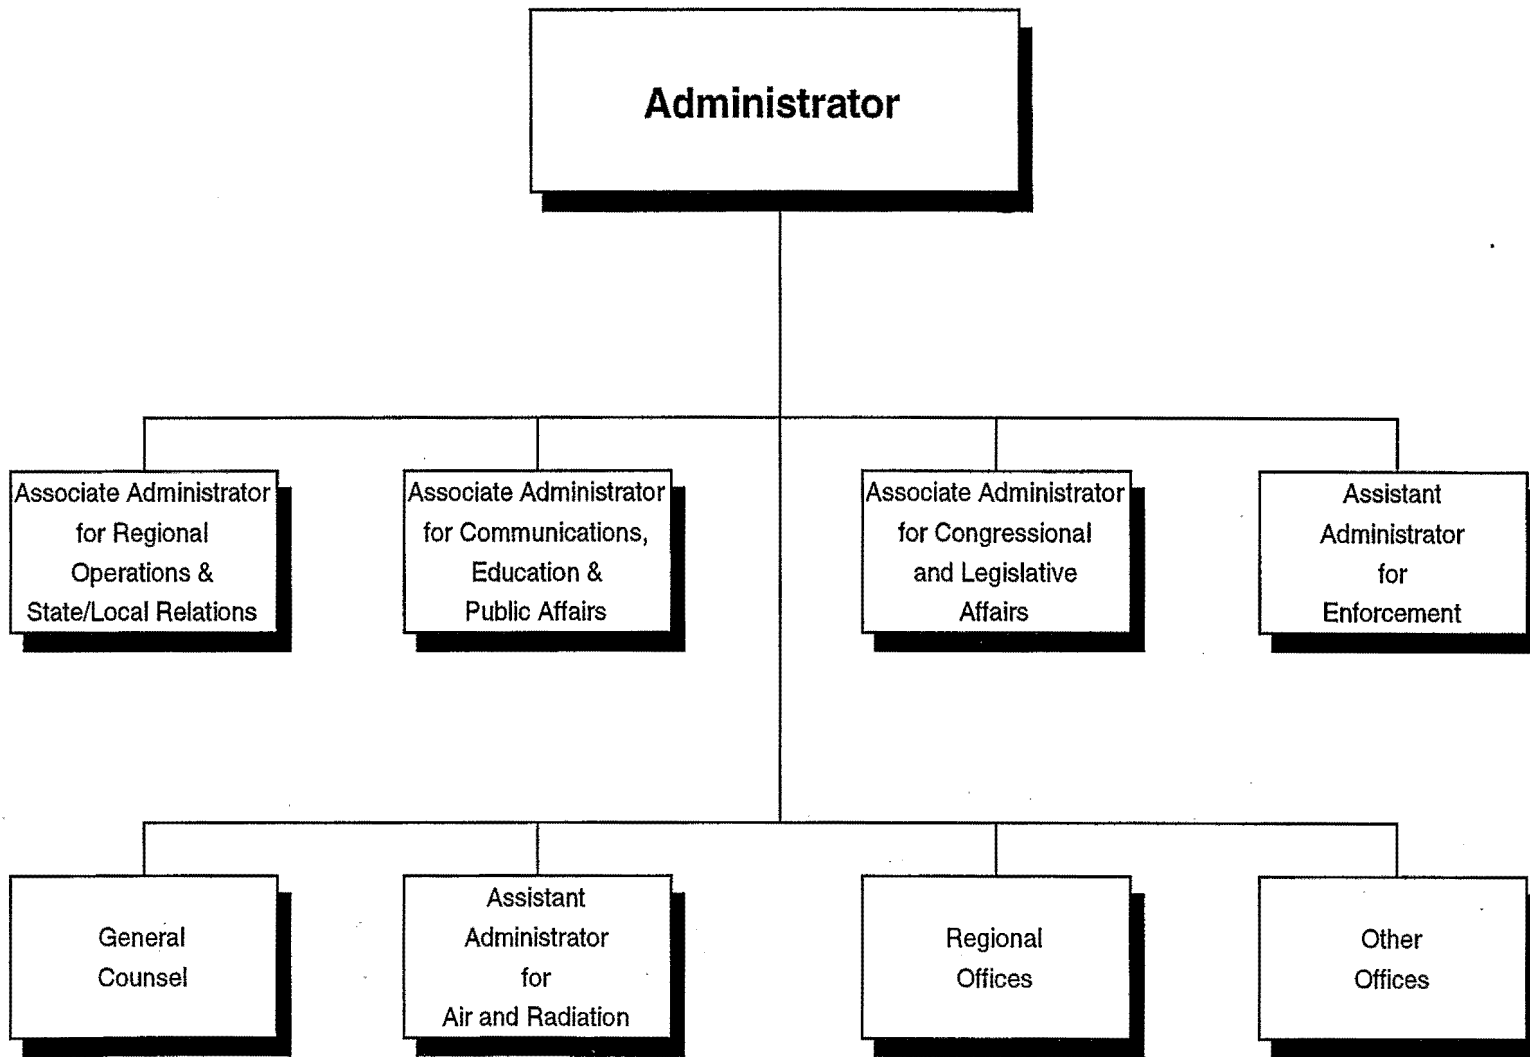 Administrator
Associate Administrator
for Regional
Operations &
State/Local Relations
Associate Administrator
for Communications,
Education &
Public Affairs
Associate Administrator
for Congressional
and Legislative
Affairs
Assistant
Administrator
for
Enforcement
General
Counsel
Assistant
Administrator
for
Air and Radiation
Regional
Offices
Other
Offices